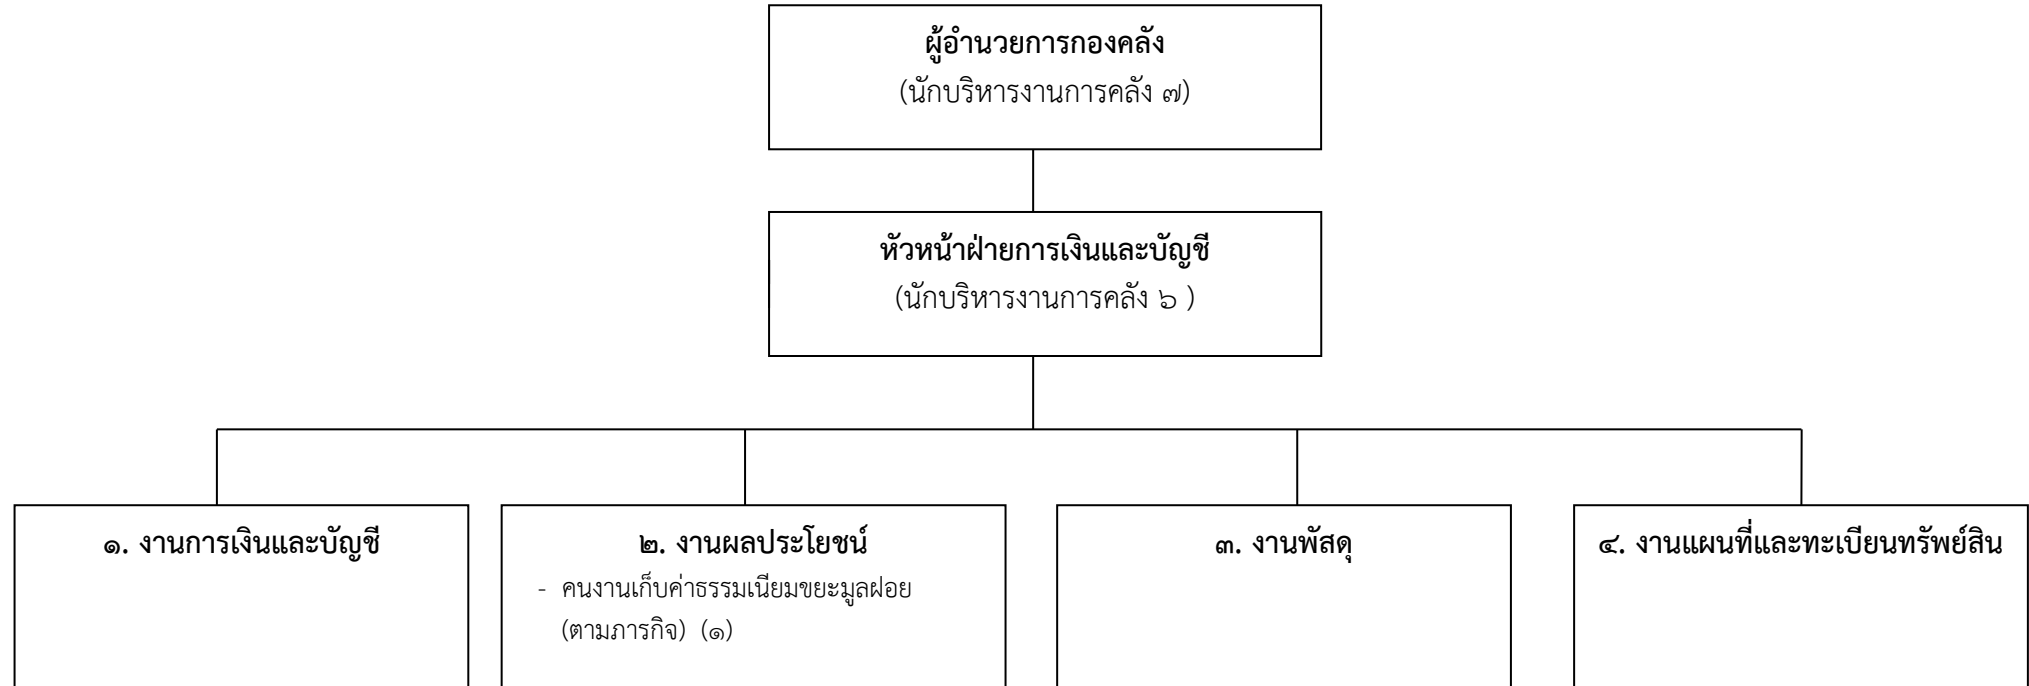 ผู้อำนวยการกองคลัง
(นักบริหารงานการคลัง ๗)
หัวหน้าฝ่ายการเงินและบัญชี
(นักบริหารงานการคลัง ๖ )
๑. งานการเงินและบัญชี
๒. งานผลประโยชน์
- คนงานเก็บค่าธรรมเนียมขยะมูลฝอย
(ตามภารกิจ) (๑)
๓. งานพัสดุ
๔. งานแผนที่และทะเบียนทรัพย์สิน